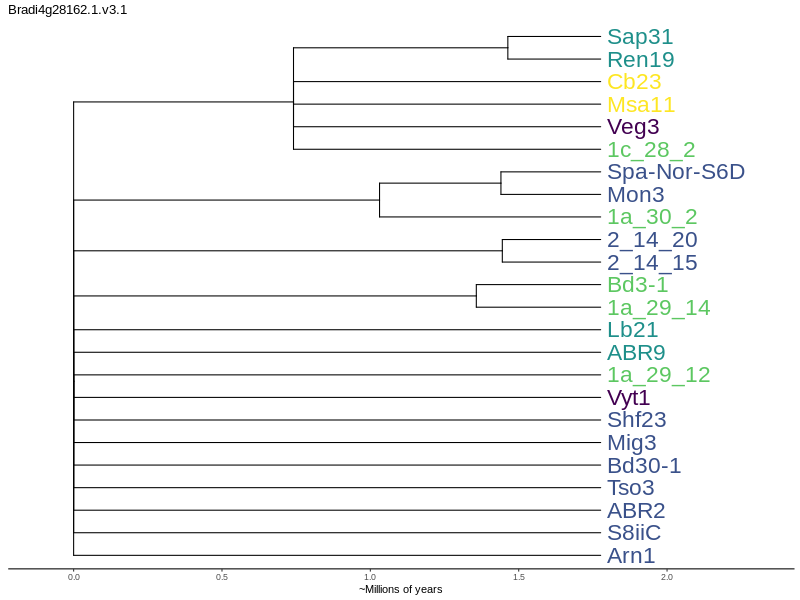 Bradi4g28162.1.v3.1
Sap31
Ren19
Cb23
Msa11
Veg3
1c_28_2
Spa-Nor-S6D
Mon3
1a_30_2
2_14_20
2_14_15
Bd3-1
1a_29_14
Lb21
ABR9
1a_29_12
Vyt1
Shf23
Mig3
Bd30-1
Tso3
ABR2
S8iiC
Arn1
0.0 0.5 1.0 1.5 2.0
~Millions of years